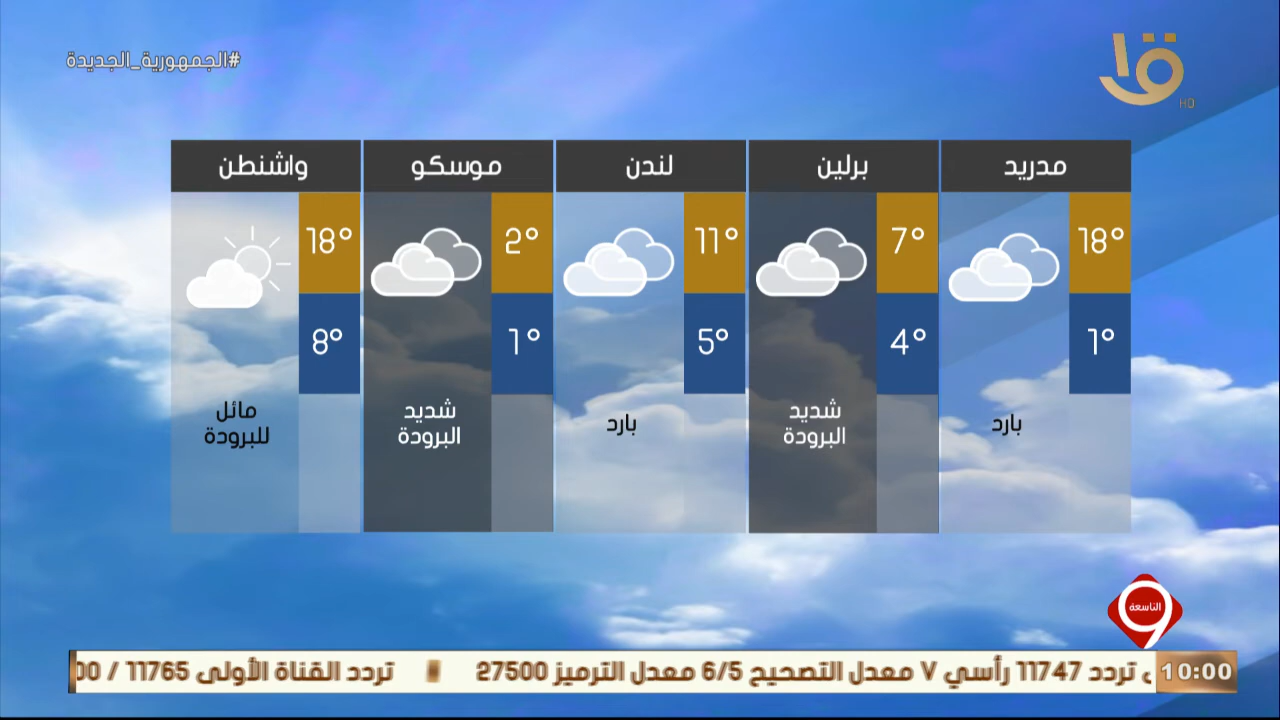 #الجمهورية_الجديدة
HD
مدريد
18°
1°
بارد
برلين
7°
4°
شديد
البرودة
لندن
11°
5°
بارد
موسكو
2°
1°
شديد
البرودة
واشنطن
18°
8°
مائل
للبرودة
التاسعة
9
10:00
تردد 11747 رأسي V معدل التصحيح 6/5 معدل الترميز 27500 تردد القناة الأولى 11765 /